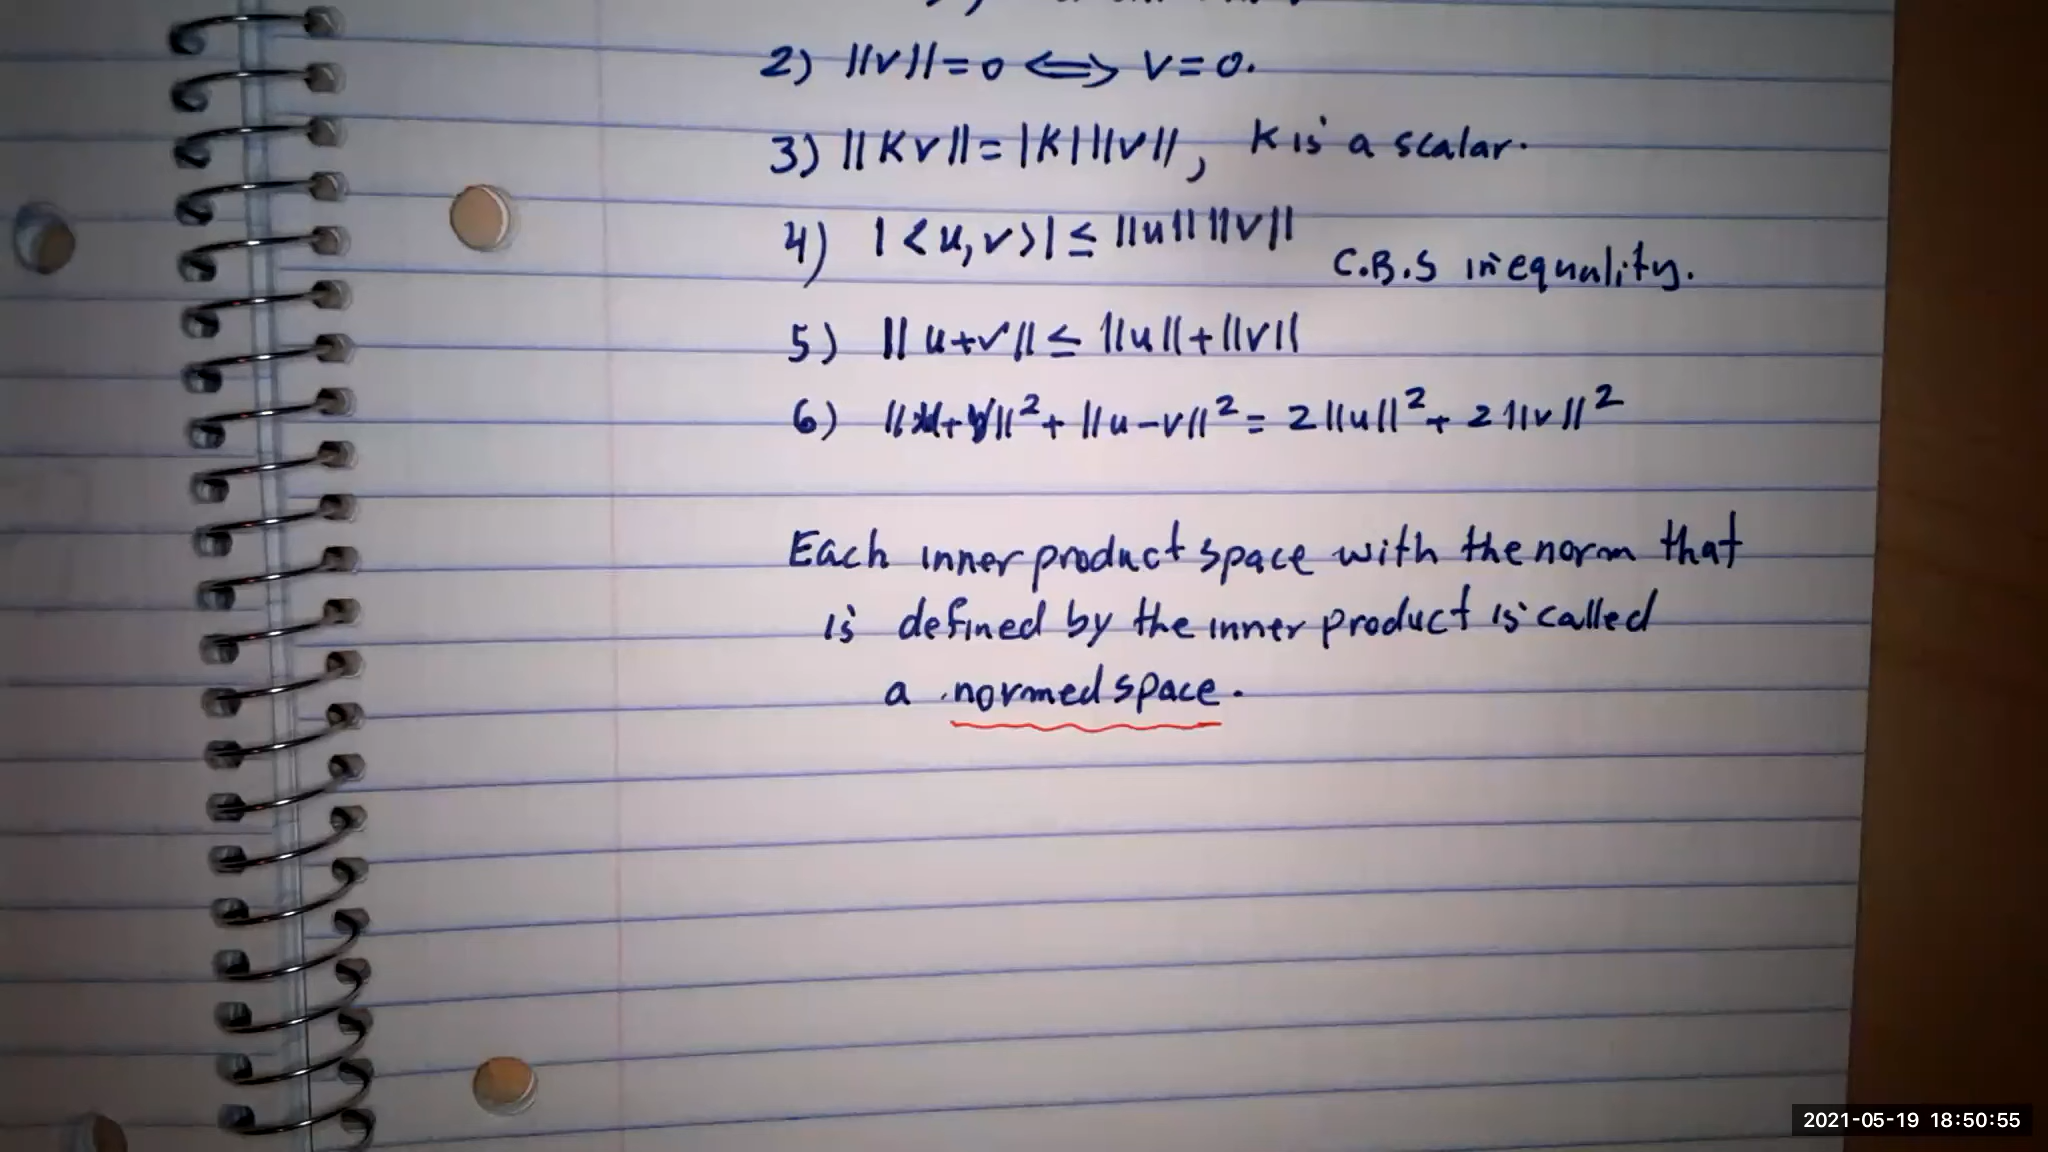 2) ||v||=0 ⟺ v=0.
3) ||Kv||=|K| ||v||, K is a scalar.
4) |<u,v>| ≤ ||u|| ||v|| C.B.S inequality.
5) ||u+v|| ≤ ||u||+||v||
6) ||u+v||²+ ||u-v||²= 2||u||²+ 2||v||²
Each inner product space with the norm that
is defined by the inner product is called
a normed space.
2021-05-19 18:50:55